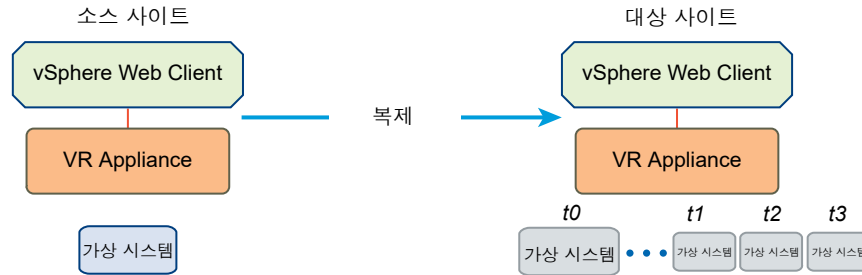 소스 사이트
대상 사이트
vSphere Web Client
vSphere Web Client
복제
VR Appliance
VR Appliance
t0
t1
t2
t3
가상 시스템
가상 시스템
가상 시스템
가상 시스템
가상 시스템